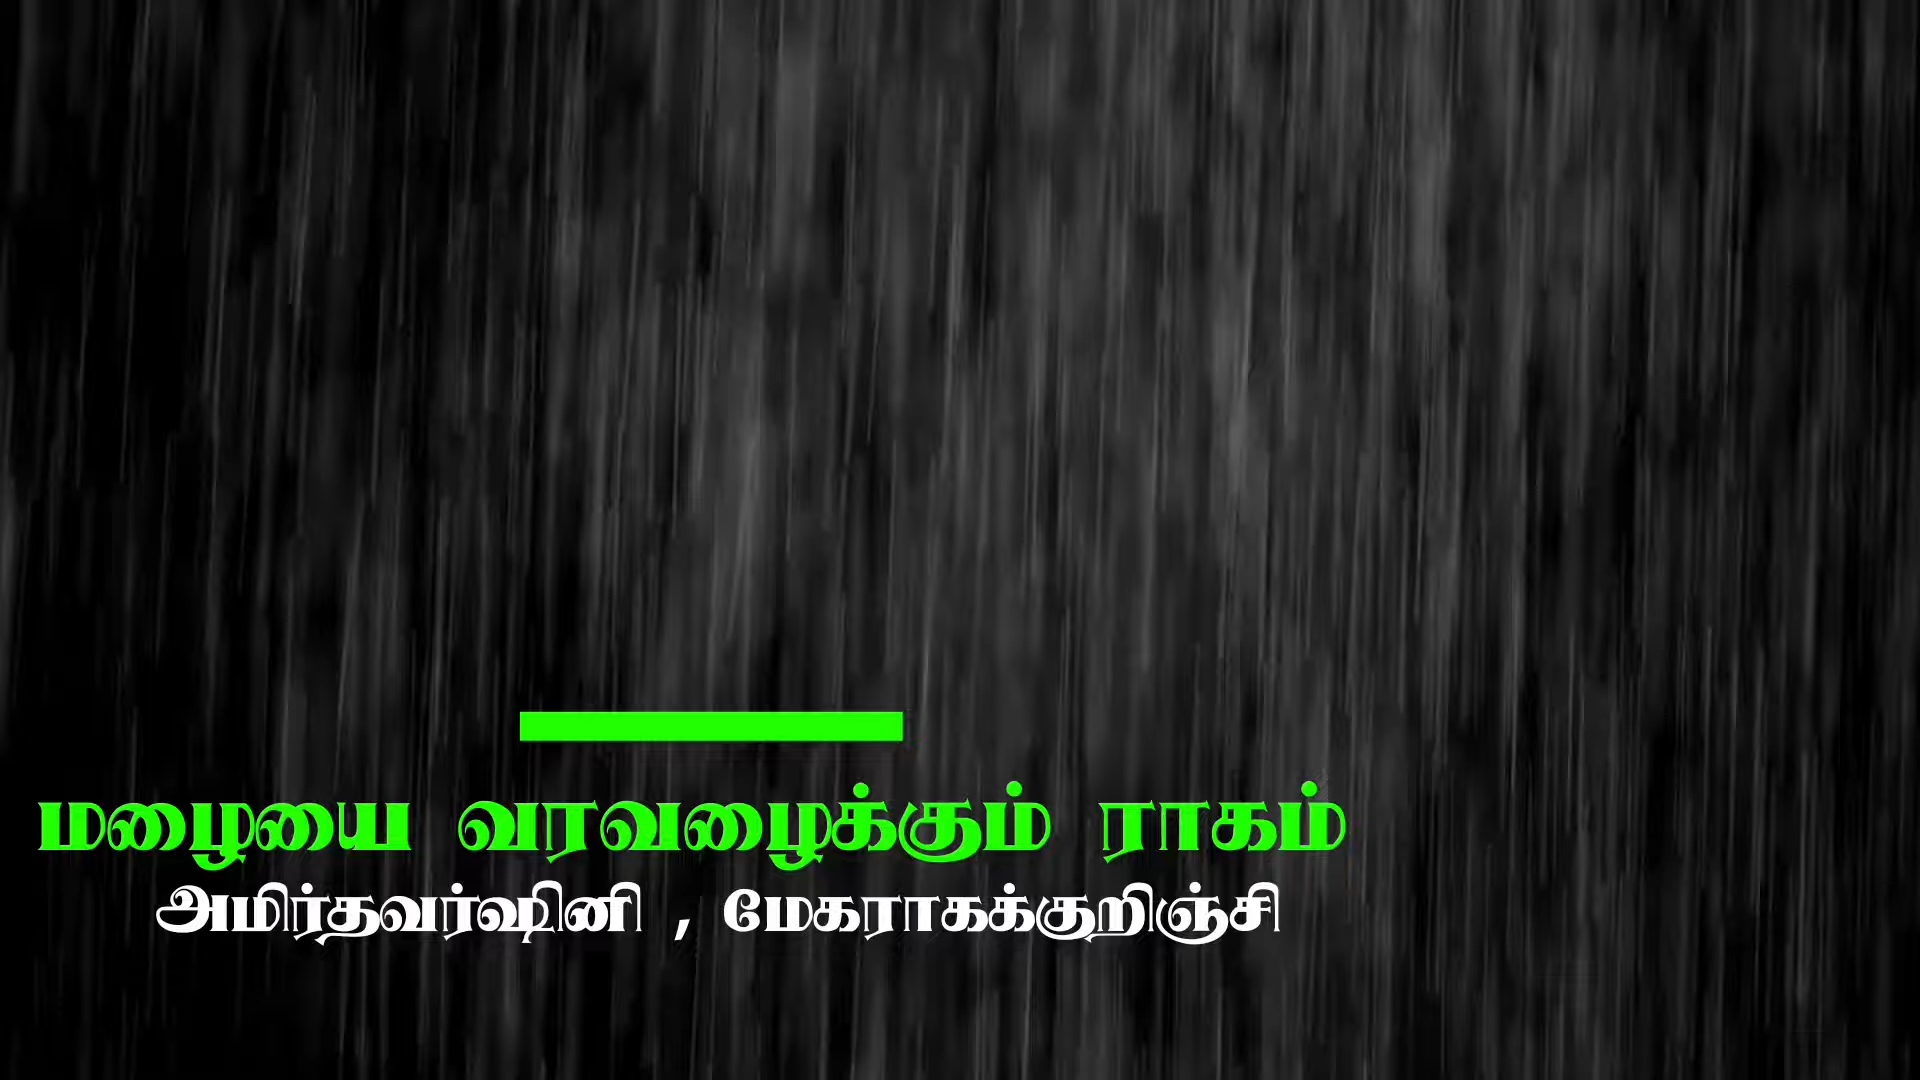 மழையை வரவழைக்கும் ராகம்
அமிர்தவர்ஷினி , மேகராகக்குறிஞ்சி